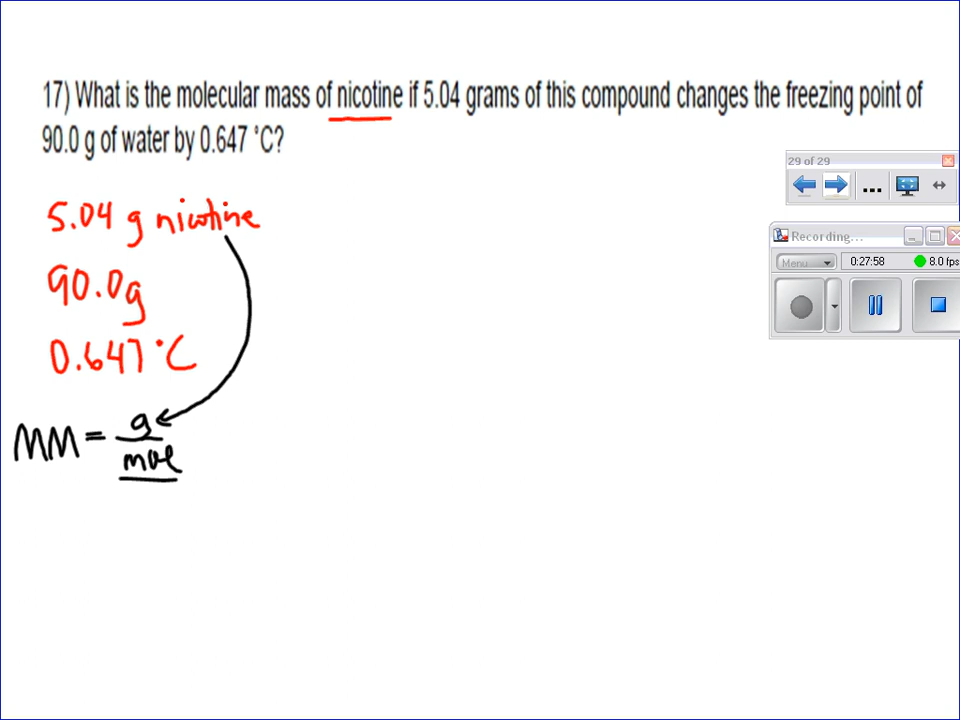 17) What is the molecular mass of nicotine if 5.04 grams of this compound changes the freezing point of
90.0 g of water by 0.647 °C?
29 of 29
...
Recording...
Menu
0:27:58
8.0 fps
5.04 g nicotine
90.0g
0.647 °C
MM = g
mol